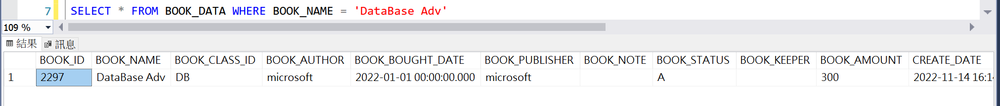 7 SELECT * FROM BOOK_DATA WHERE BOOK_NAME = 'DataBase Adv'
109 %
結果 訊息
BOOK_ID BOOK_NAME BOOK_CLASS_ID BOOK_AUTHOR BOOK_BOUGHT_DATE BOOK_PUBLISHER BOOK_NOTE BOOK_STATUS BOOK_KEEPER BOOK_AMOUNT CREATE_DATE
1 2297 DataBase Adv DB microsoft 2022-01-01 00:00:00.000 microsoft A 300 2022-11-14 16:1